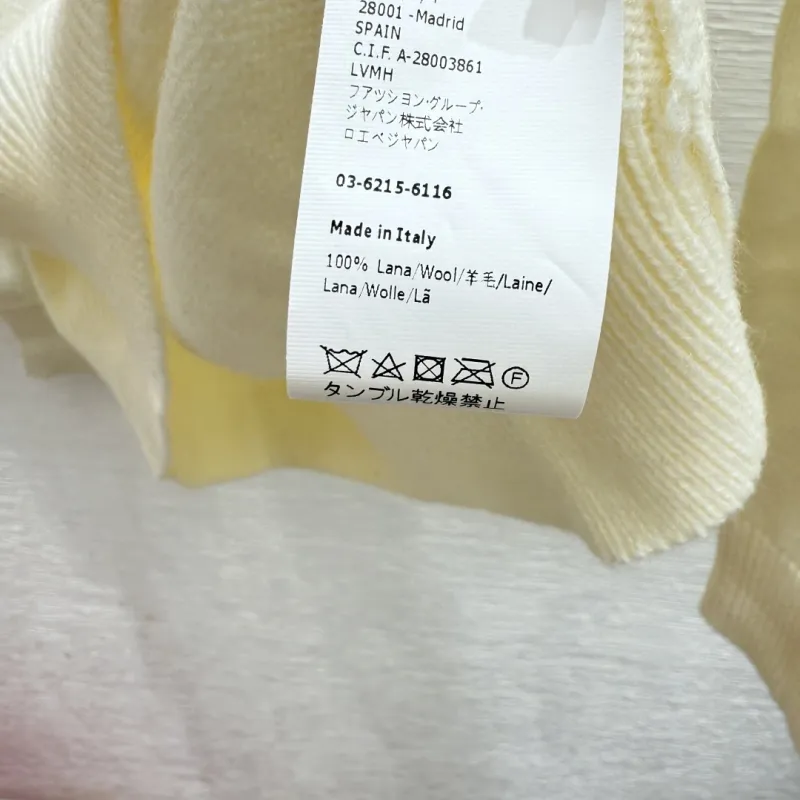 28001 -Madrid
SPAIN
C.I.F. A-28003861
LVMH
ファッション・グループ・
ジャパン株式会社
ロエベジャパン
03-6215-6116
Made in Italy
100% Lana/Wool/羊毛/Laine/
Lana/Wolle/Lã
F
タンブル乾燥禁止